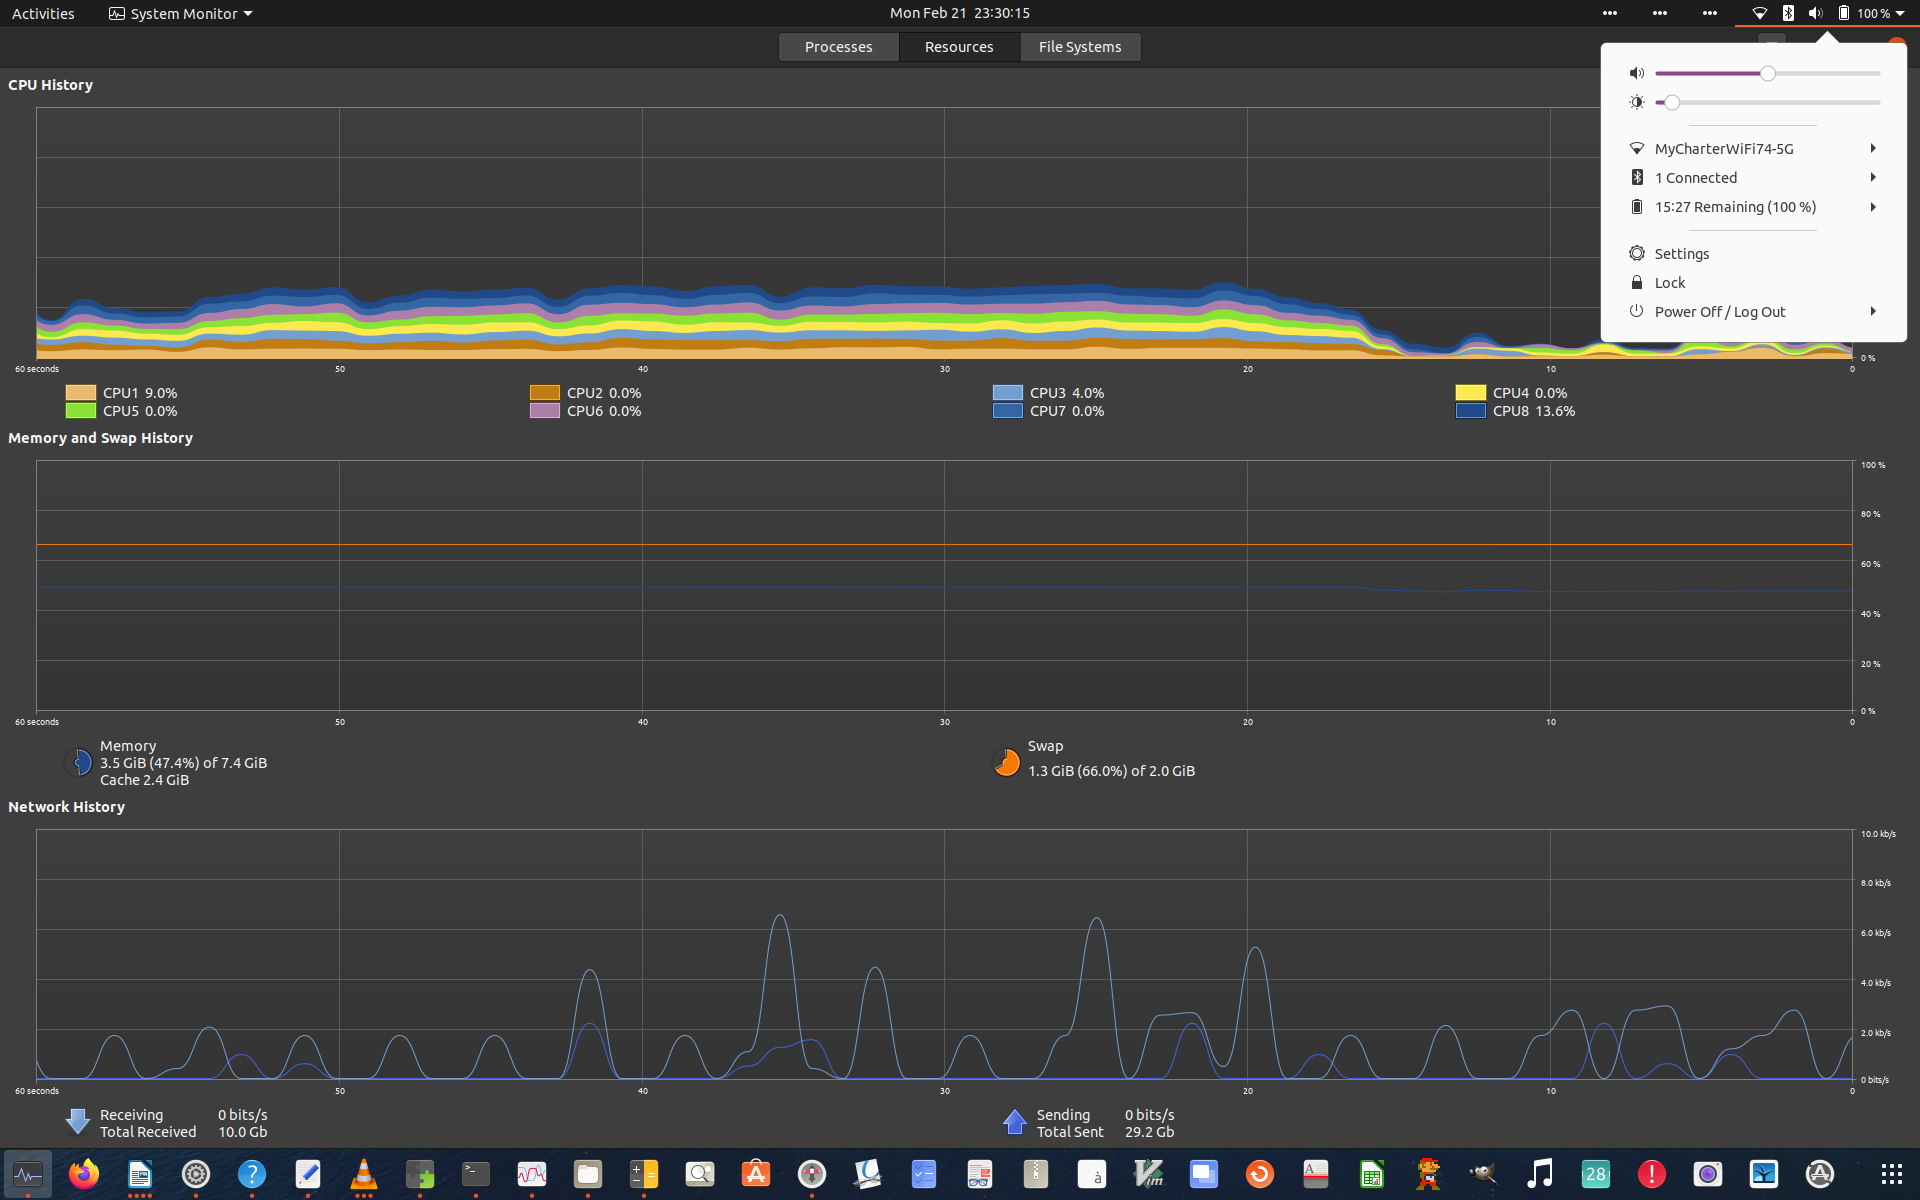 Activities System Monitor Mon Feb 21 23:30:15 100 %
Processes Resources File Systems
CPU History
MyCharterWiFi74-5G
1 Connected
15:27 Remaining (100 %)
Settings
Lock
Power Off / Log Out
0 %
60 seconds 50 40 30 20 10 0
CPU1 9.0% CPU2 0.0% CPU3 4.0% CPU4 0.0%
CPU5 0.0% CPU6 0.0% CPU7 0.0% CPU8 13.6%
Memory and Swap History
100 %
80 %
60 %
40 %
20 %
0 %
60 seconds 50 40 30 20 10 0
Memory
3.5 GiB (47.4%) of 7.4 GiB
Cache 2.4 GiB
Swap
1.3 GiB (66.0%) of 2.0 GiB
Network History
10.0 kb/s
8.0 kb/s
6.0 kb/s
4.0 kb/s
2.0 kb/s
0 bits/s
60 seconds 50 40 30 20 10 0
Receiving 0 bits/s Sending 0 bits/s
Total Received 10.0 Gb Total Sent 29.2 Gb
? >_ à Vim A 28 !